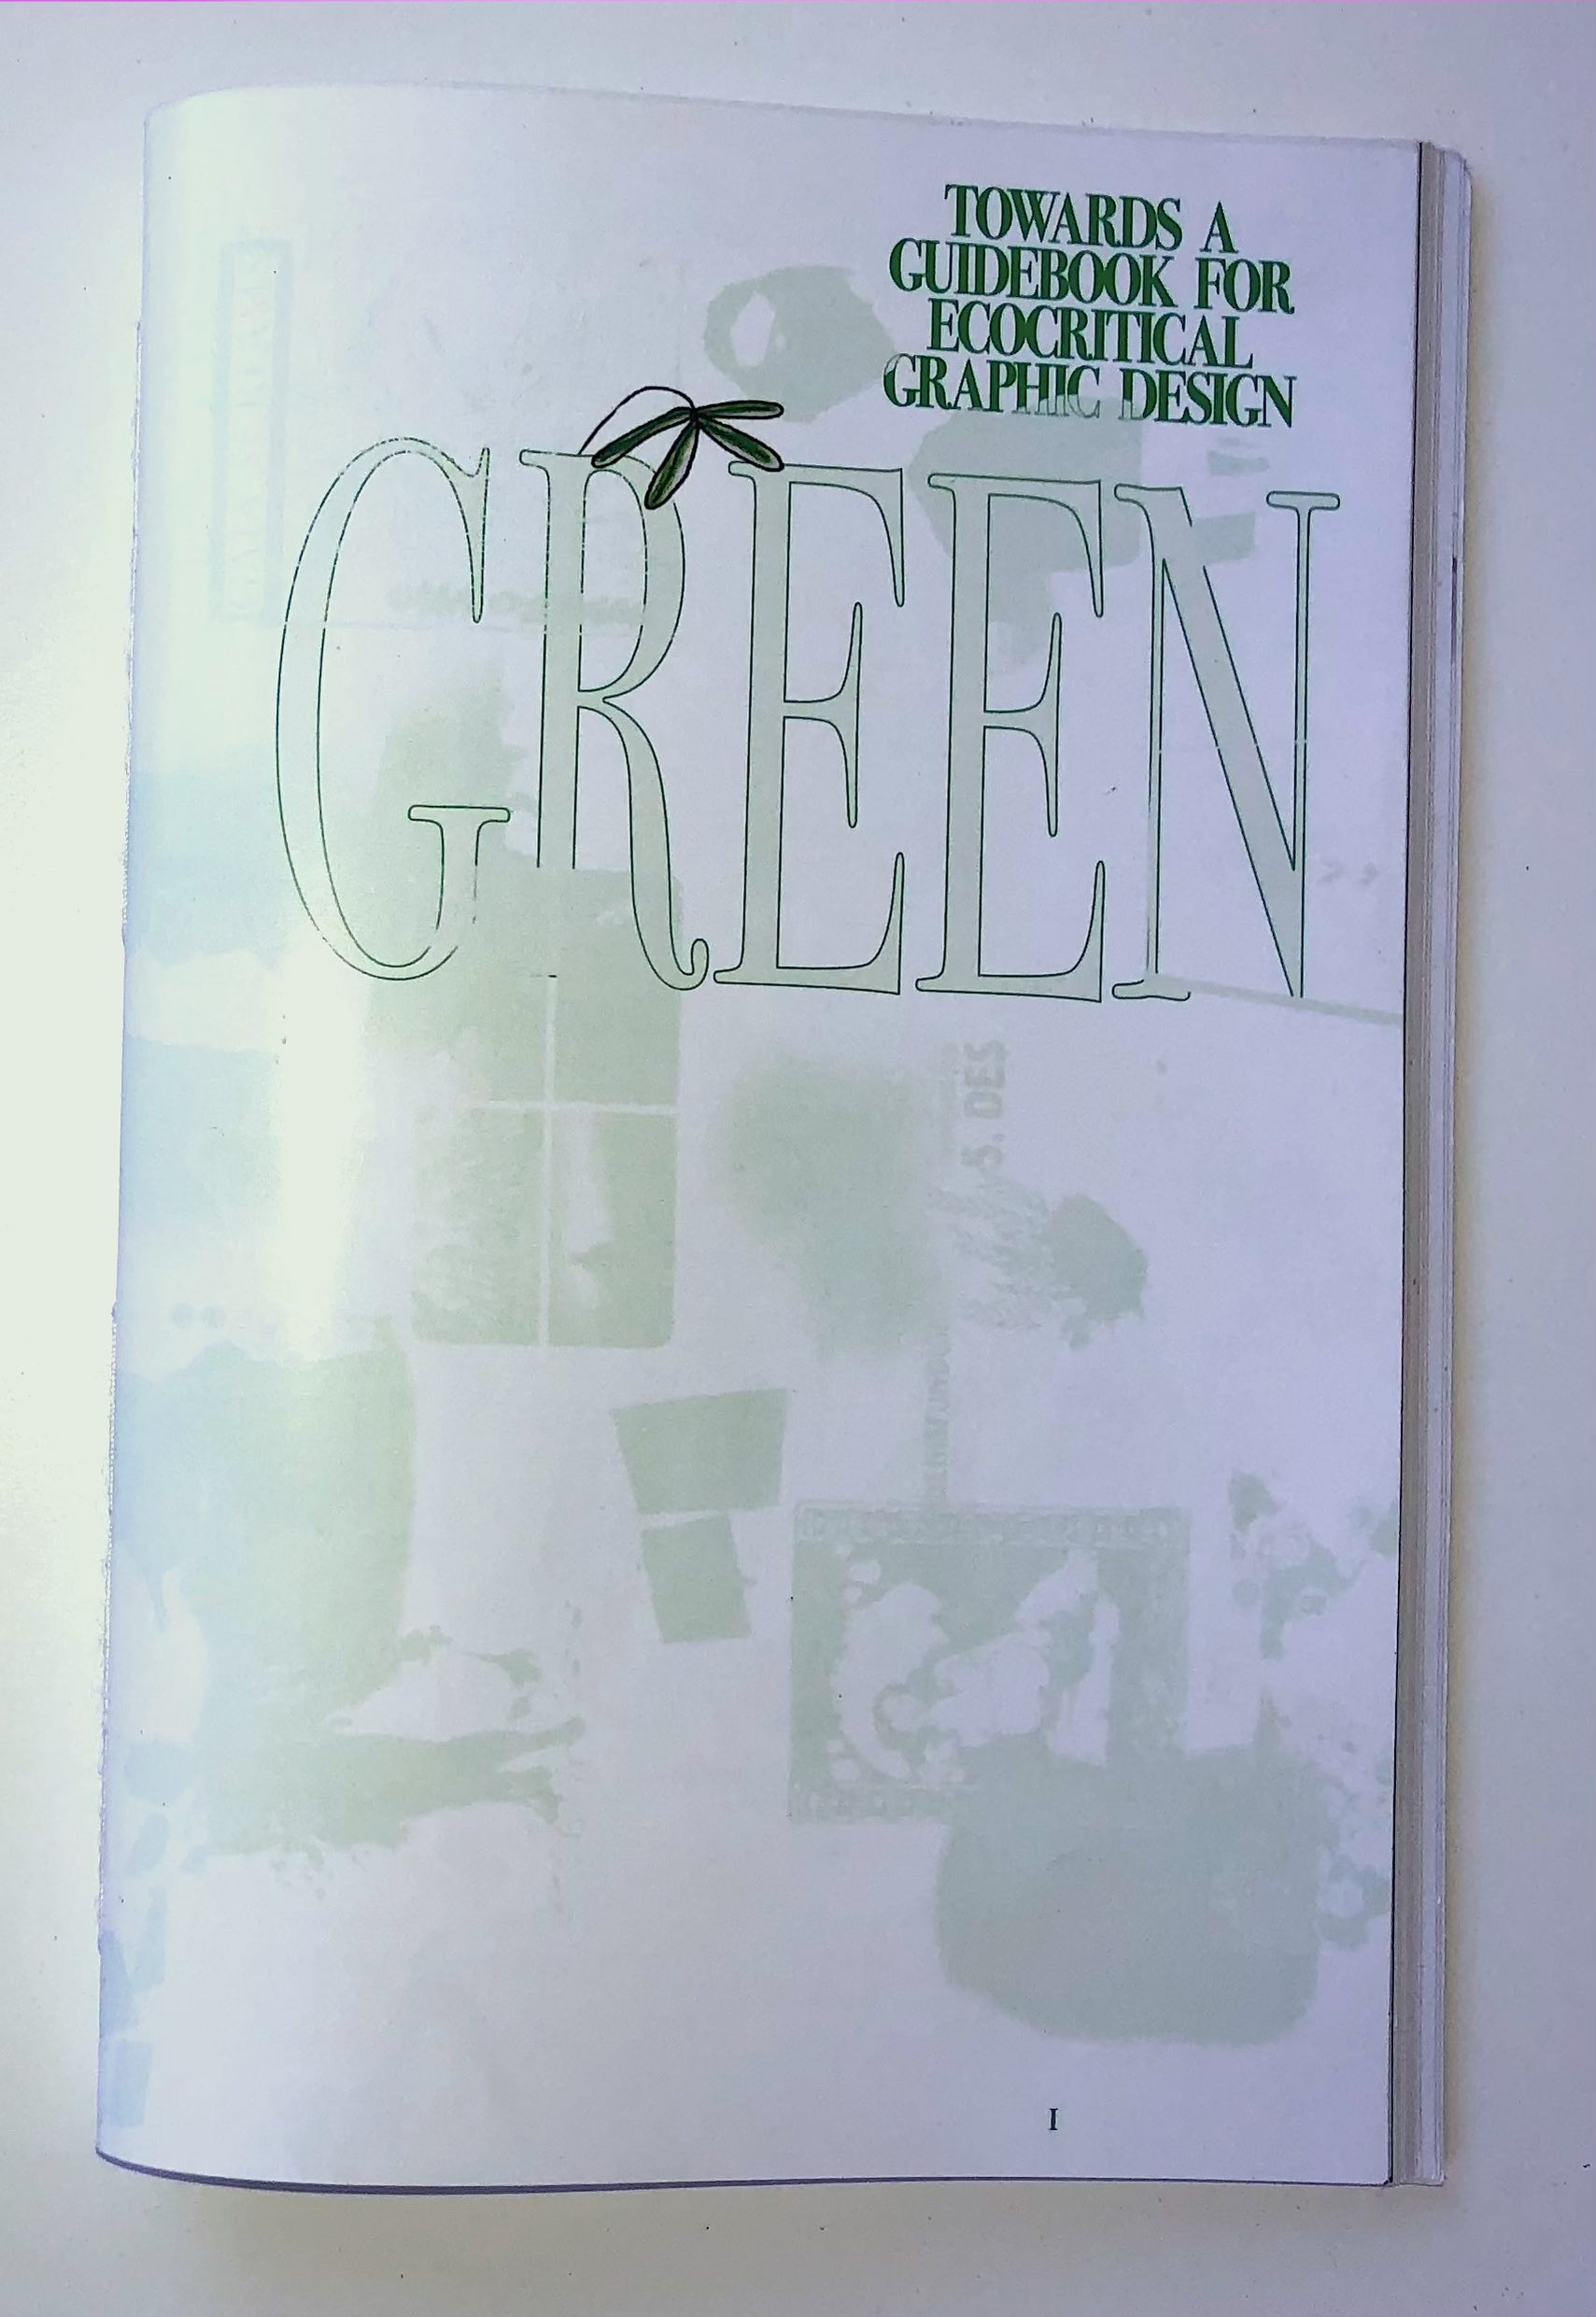 TOWARDS A
GUIDEBOOK FOR
ECOCRITICAL
GRAPHIC DESIGN
GREEN
I